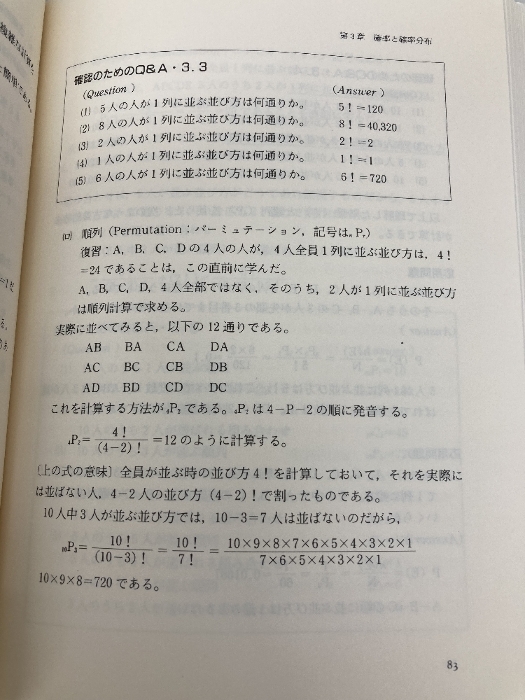 第3章 確率と確率分布
確認のためのQ&A・3.3
(Question)
(Answer)
(1) 5人の人が1列に並ぶ並び方は何通りか。 5!=120
(2) 8人の人が1列に並ぶ並び方は何通りか。 8!=40,320
(3) 2人の人が1列に並ぶ並び方は何通りか。 2!=2
(4) 1人の人が1列に並ぶ並び方は何通りか。 1!=1
(5) 6人の人が1列に並ぶ並び方は何通りか。 6!=720
(ロ) 順列(Permutation:パーミュテーション, 記号はₙPᵣ)
復習:A, B, C, Dの4人の人が, 4人全員1列に並ぶ並び方は, 4!
=24であることは, この直前に学んだ。
A, B, C, D, 4人全部ではなく, そのうち, 2人が1列に並ぶ並び方
は順列計算で求める。
実際に並べてみると, 以下の12通りである。
AB BA CA DA
AC BC CB DB
AD BD CD DC
これを計算する方法が₄P₂である。₄P₂は4-P-2の順に発音する。
₄P₂= 4! / (4-2)! =12のように計算する。
〔上の式の意味〕全員が並ぶ時の並び方4!を計算しておいて, それを実際に
は並ばない人, 4-2人の並び方(4-2)!で割ったものである。
10人中3人が並ぶ並び方では, 10-3=7人は並ばないのだから,
₁₀P₃= 10! / (10-3)! = 10! / 7! = 10×9×8×7×6×5×4×3×2×1 / 7×6×5×4×3×2×1
10×9×8=720である。
83